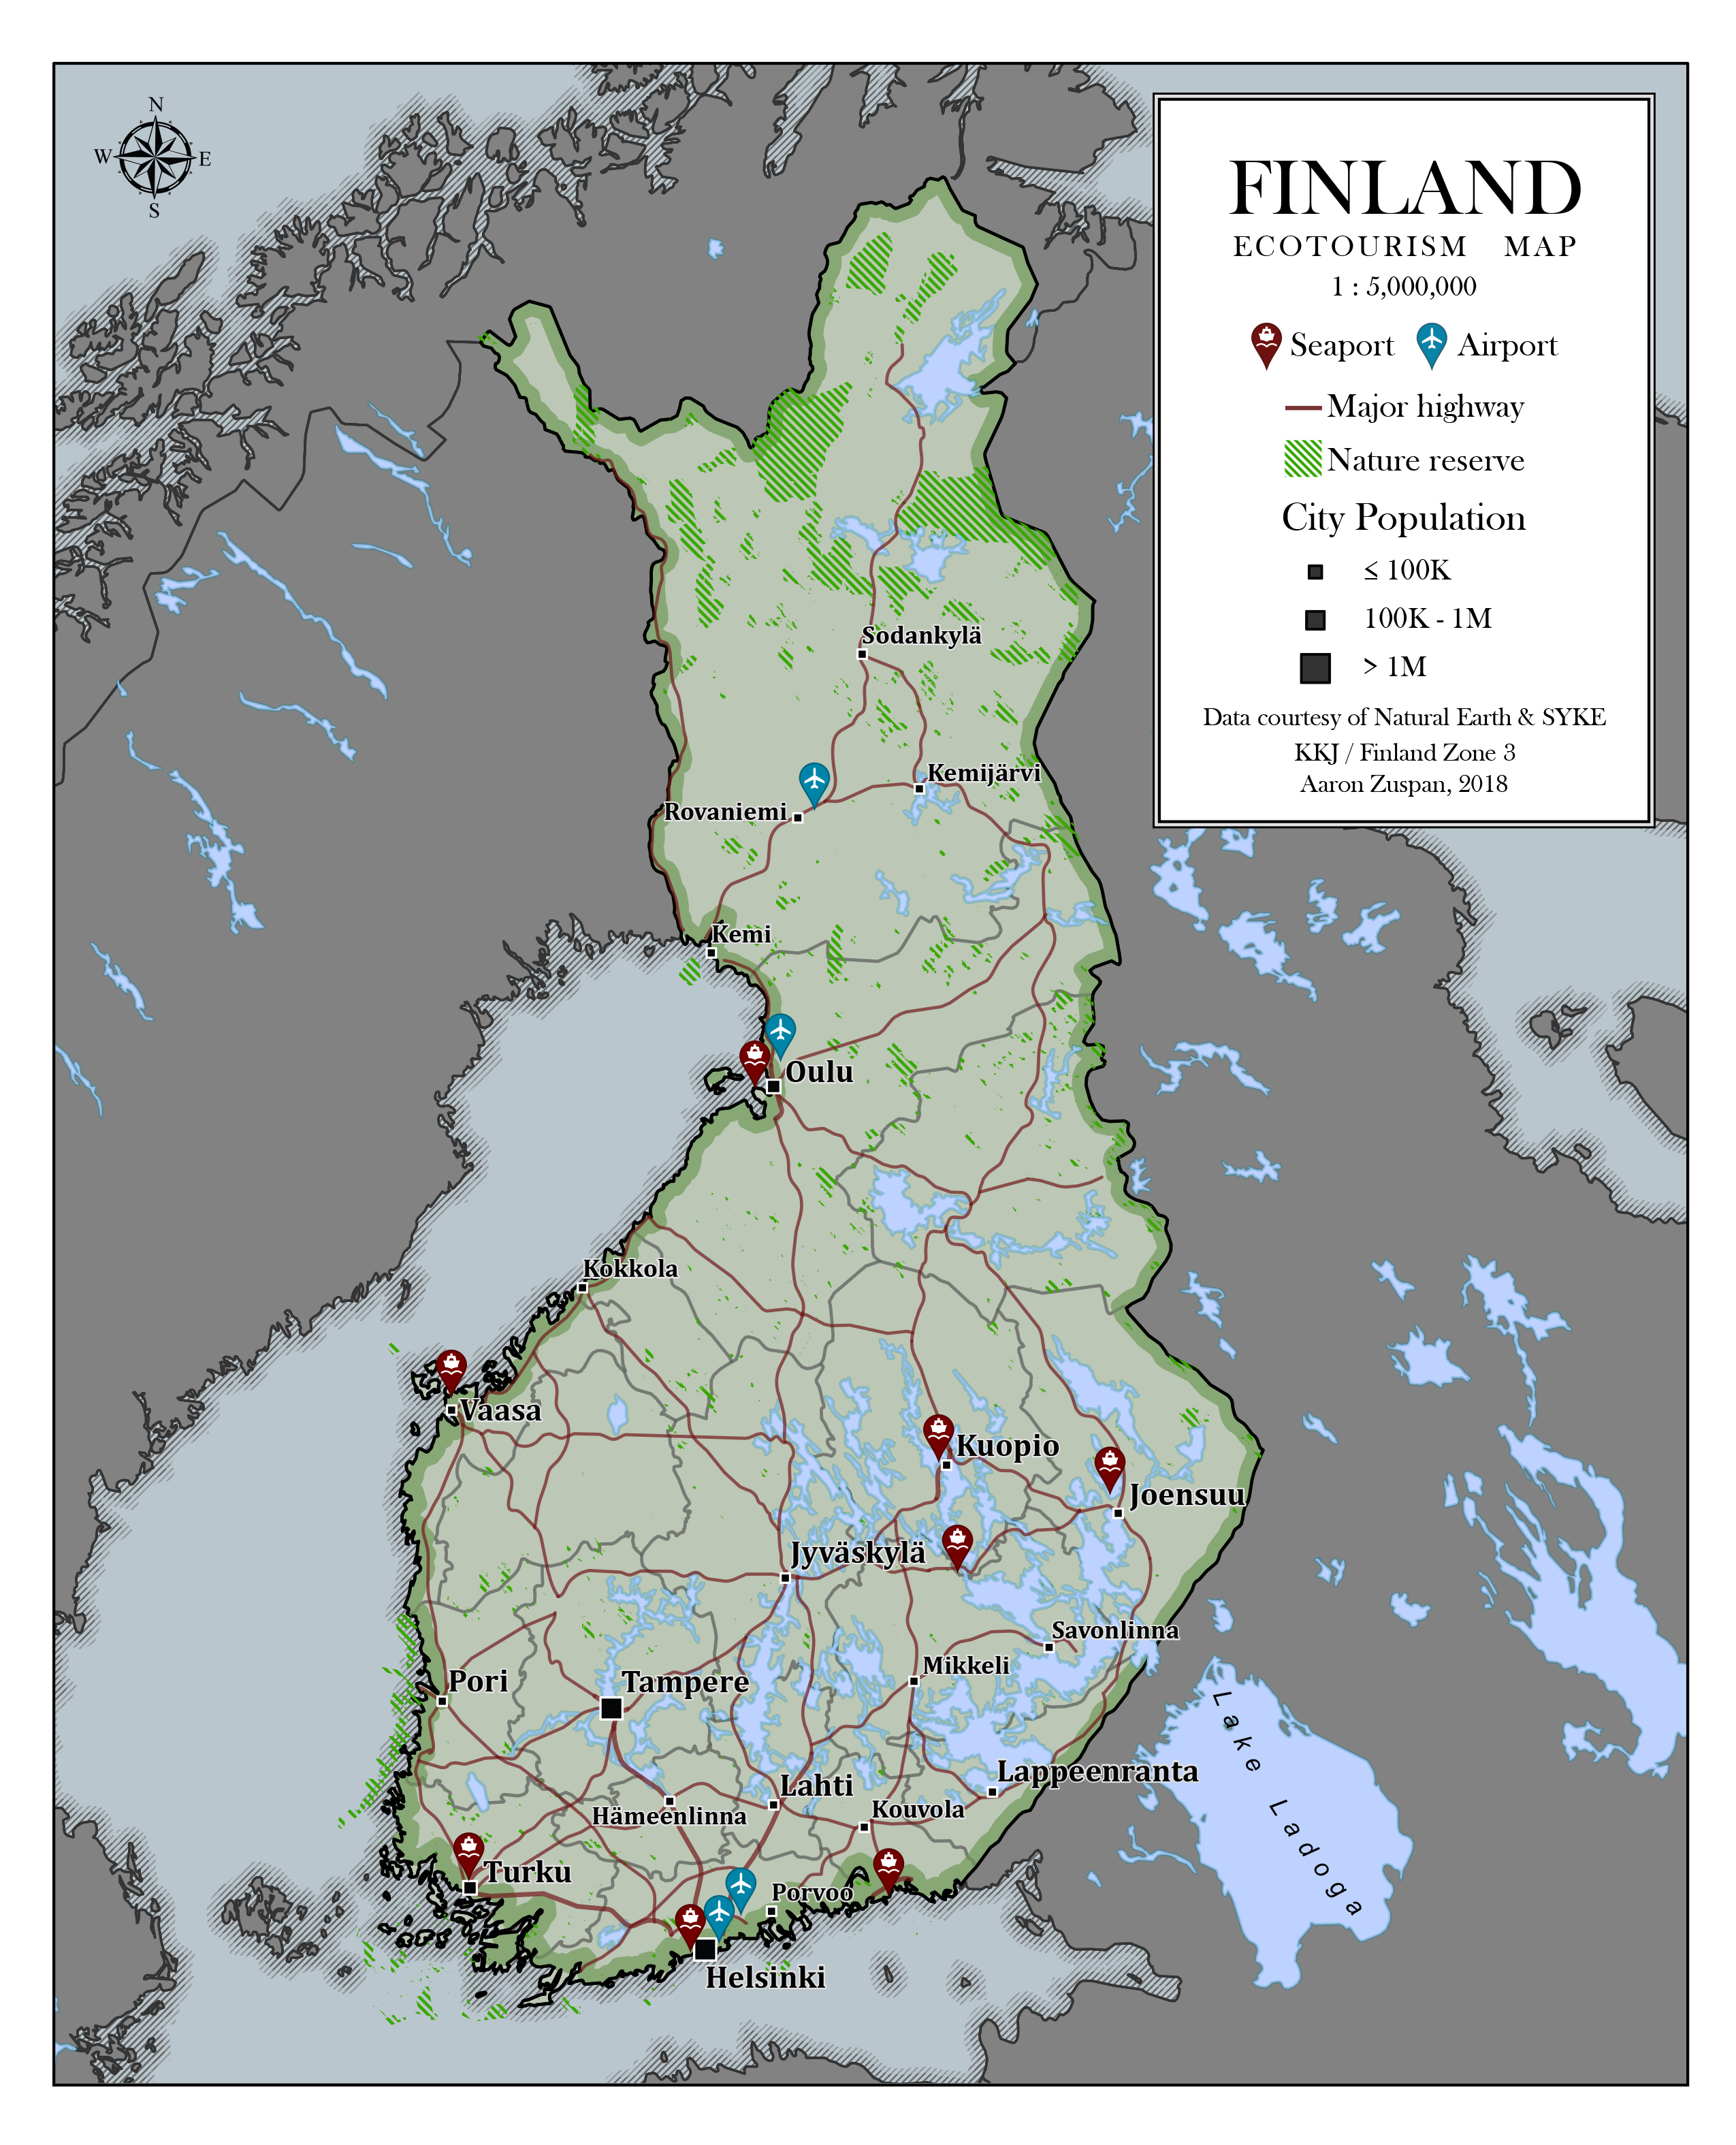 N
W E
S
FINLAND
ECOTOURISM MAP
1 : 5,000,000
Seaport Airport
Major highway
Nature reserve
City Population
≤ 100K
100K - 1M
> 1M
Data courtesy of Natural Earth & SYKE
KKJ / Finland Zone 3
Aaron Zuspan, 2018
Sodankylä
Kemijärvi
Rovaniemi
Kemi
Oulu
Kokkola
Vaasa
Kuopio
Joensuu
Jyväskylä
Savonlinna
Mikkeli
Pori
Tampere
Lake Ladoga
Lappeenranta
Lahti
Kouvola
Hämeenlinna
Turku
Porvoo
Helsinki